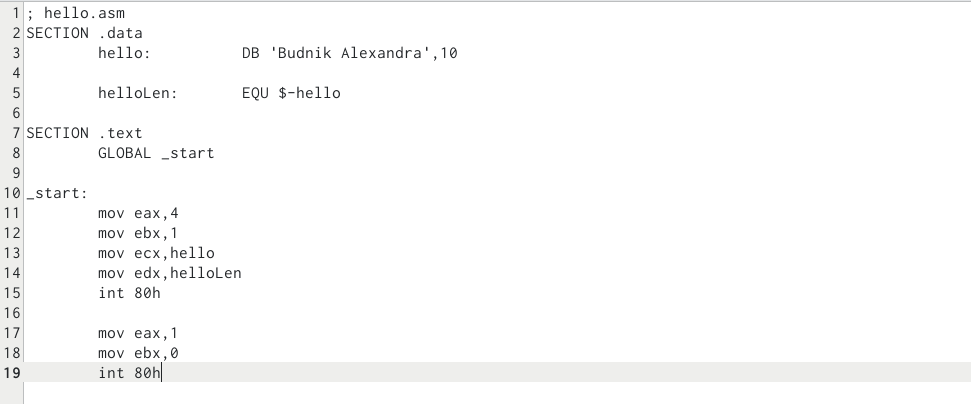 1 ; hello.asm
2 SECTION .data
3         hello:          DB 'Budnik Alexandra',10
4
5         helloLen:       EQU $-hello
6
7 SECTION .text
8         GLOBAL _start
9
10 _start:
11         mov eax,4
12         mov ebx,1
13         mov ecx,hello
14         mov edx,helloLen
15         int 80h
16
17         mov eax,1
18         mov ebx,0
19         int 80h